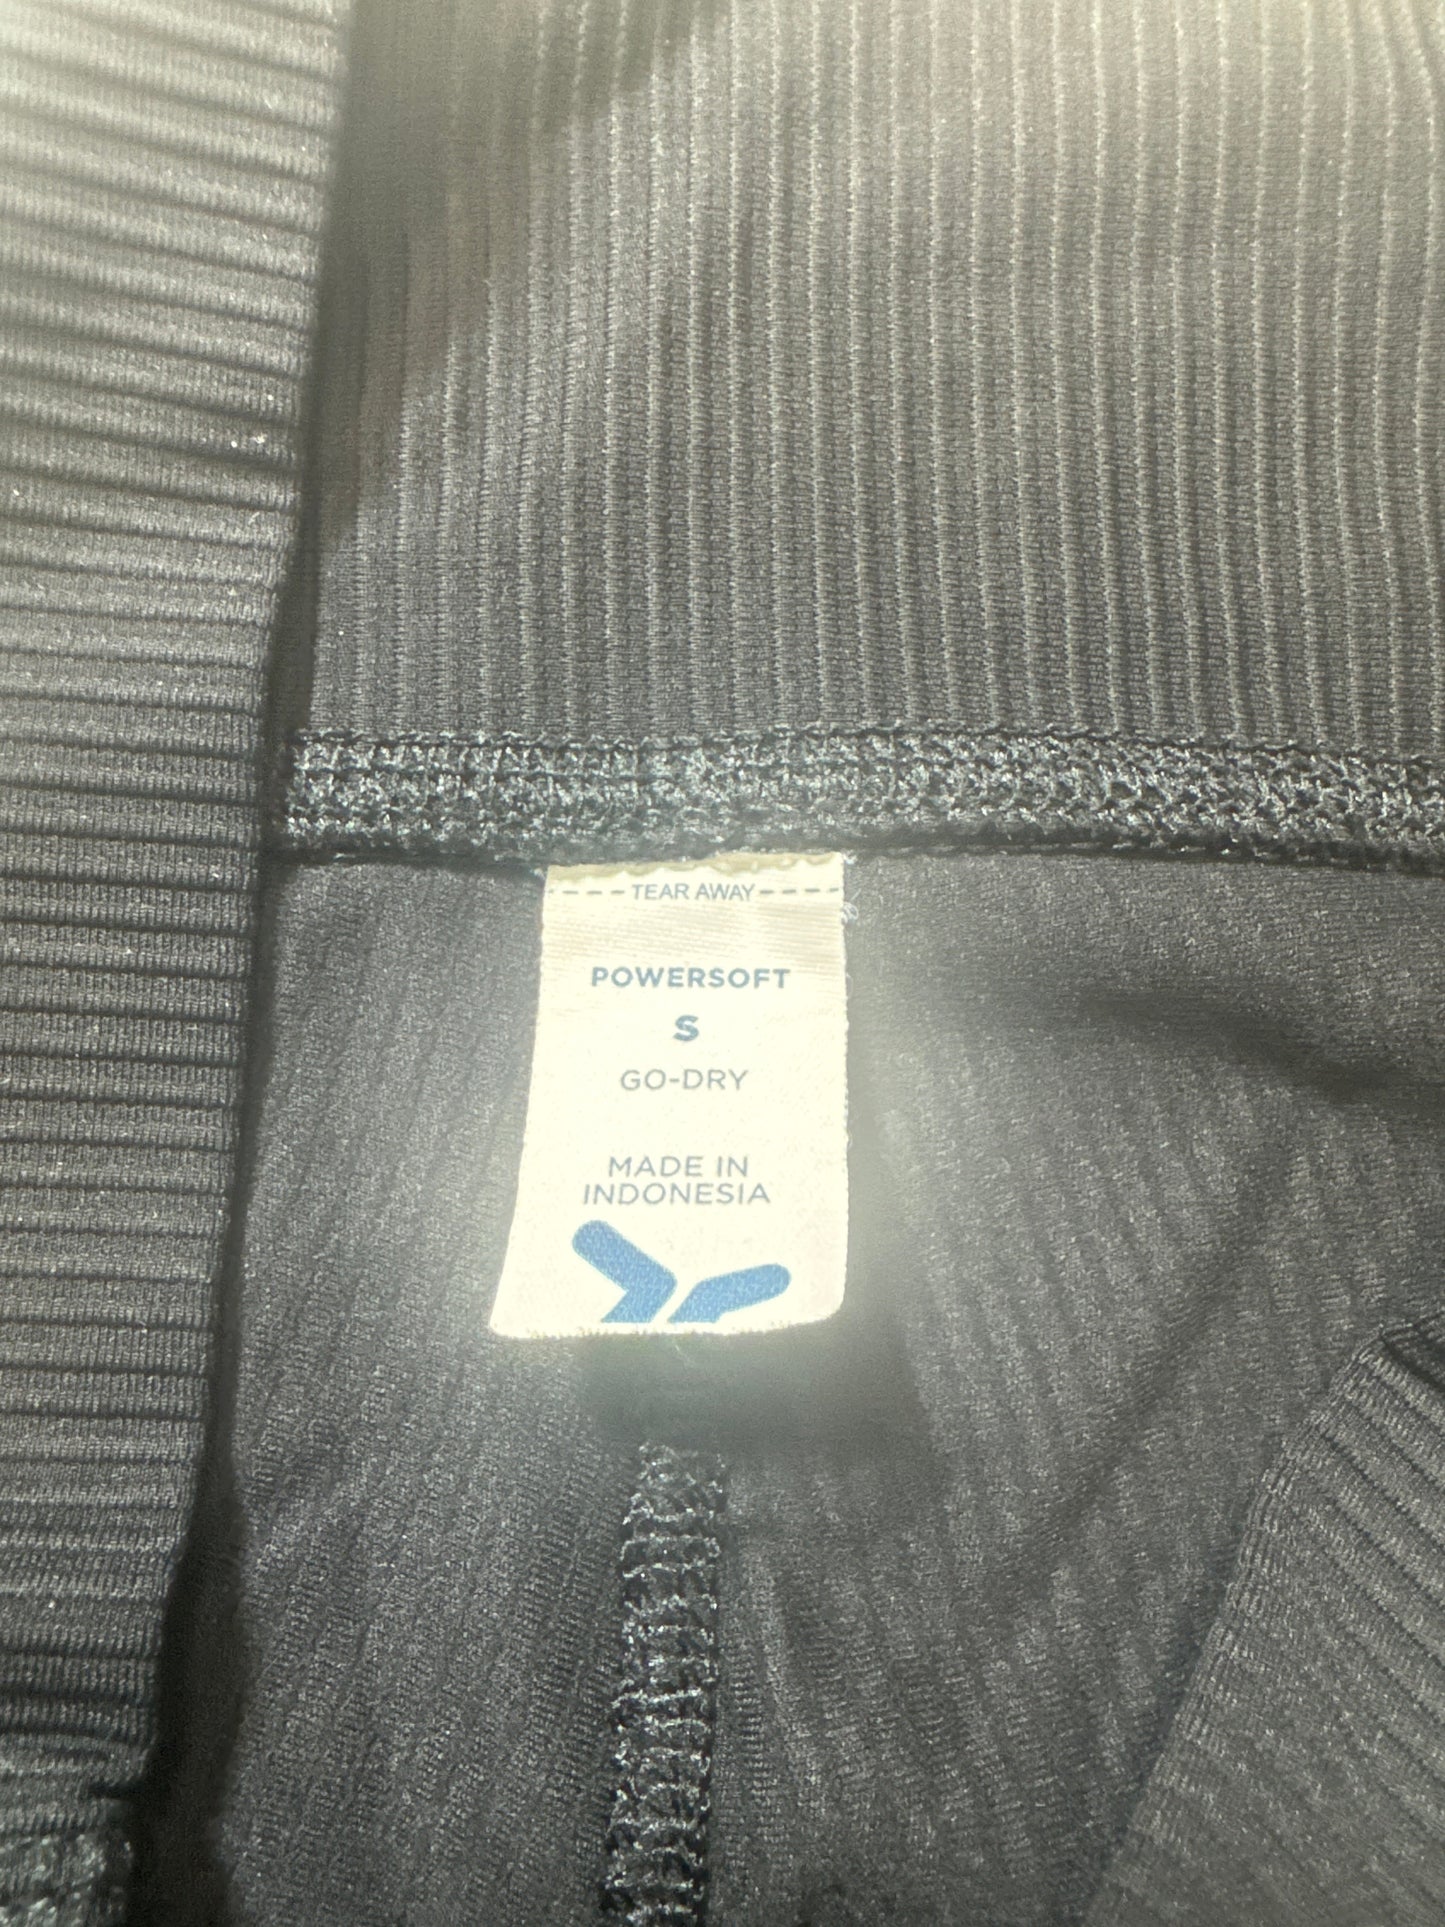 TEAR AWAY
POWERSOFT
S
GO-DRY
MADE IN
INDONESIA